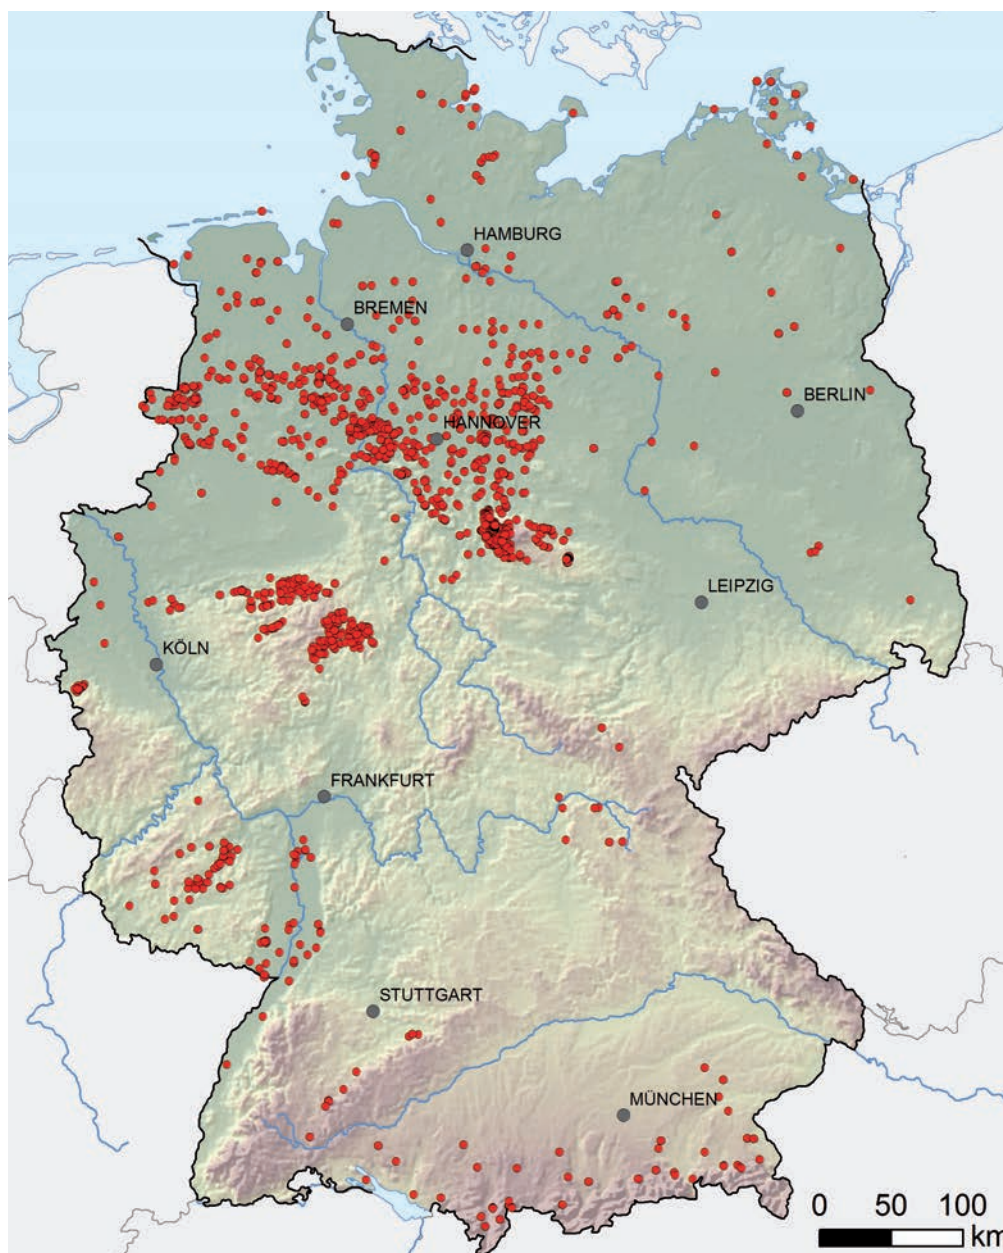 HAMBURG
BREMEN
BERLIN
HANNOVER
LEIPZIG
KÖLN
FRANKFURT
STUTTGART
MÜNCHEN
0 50 100
km